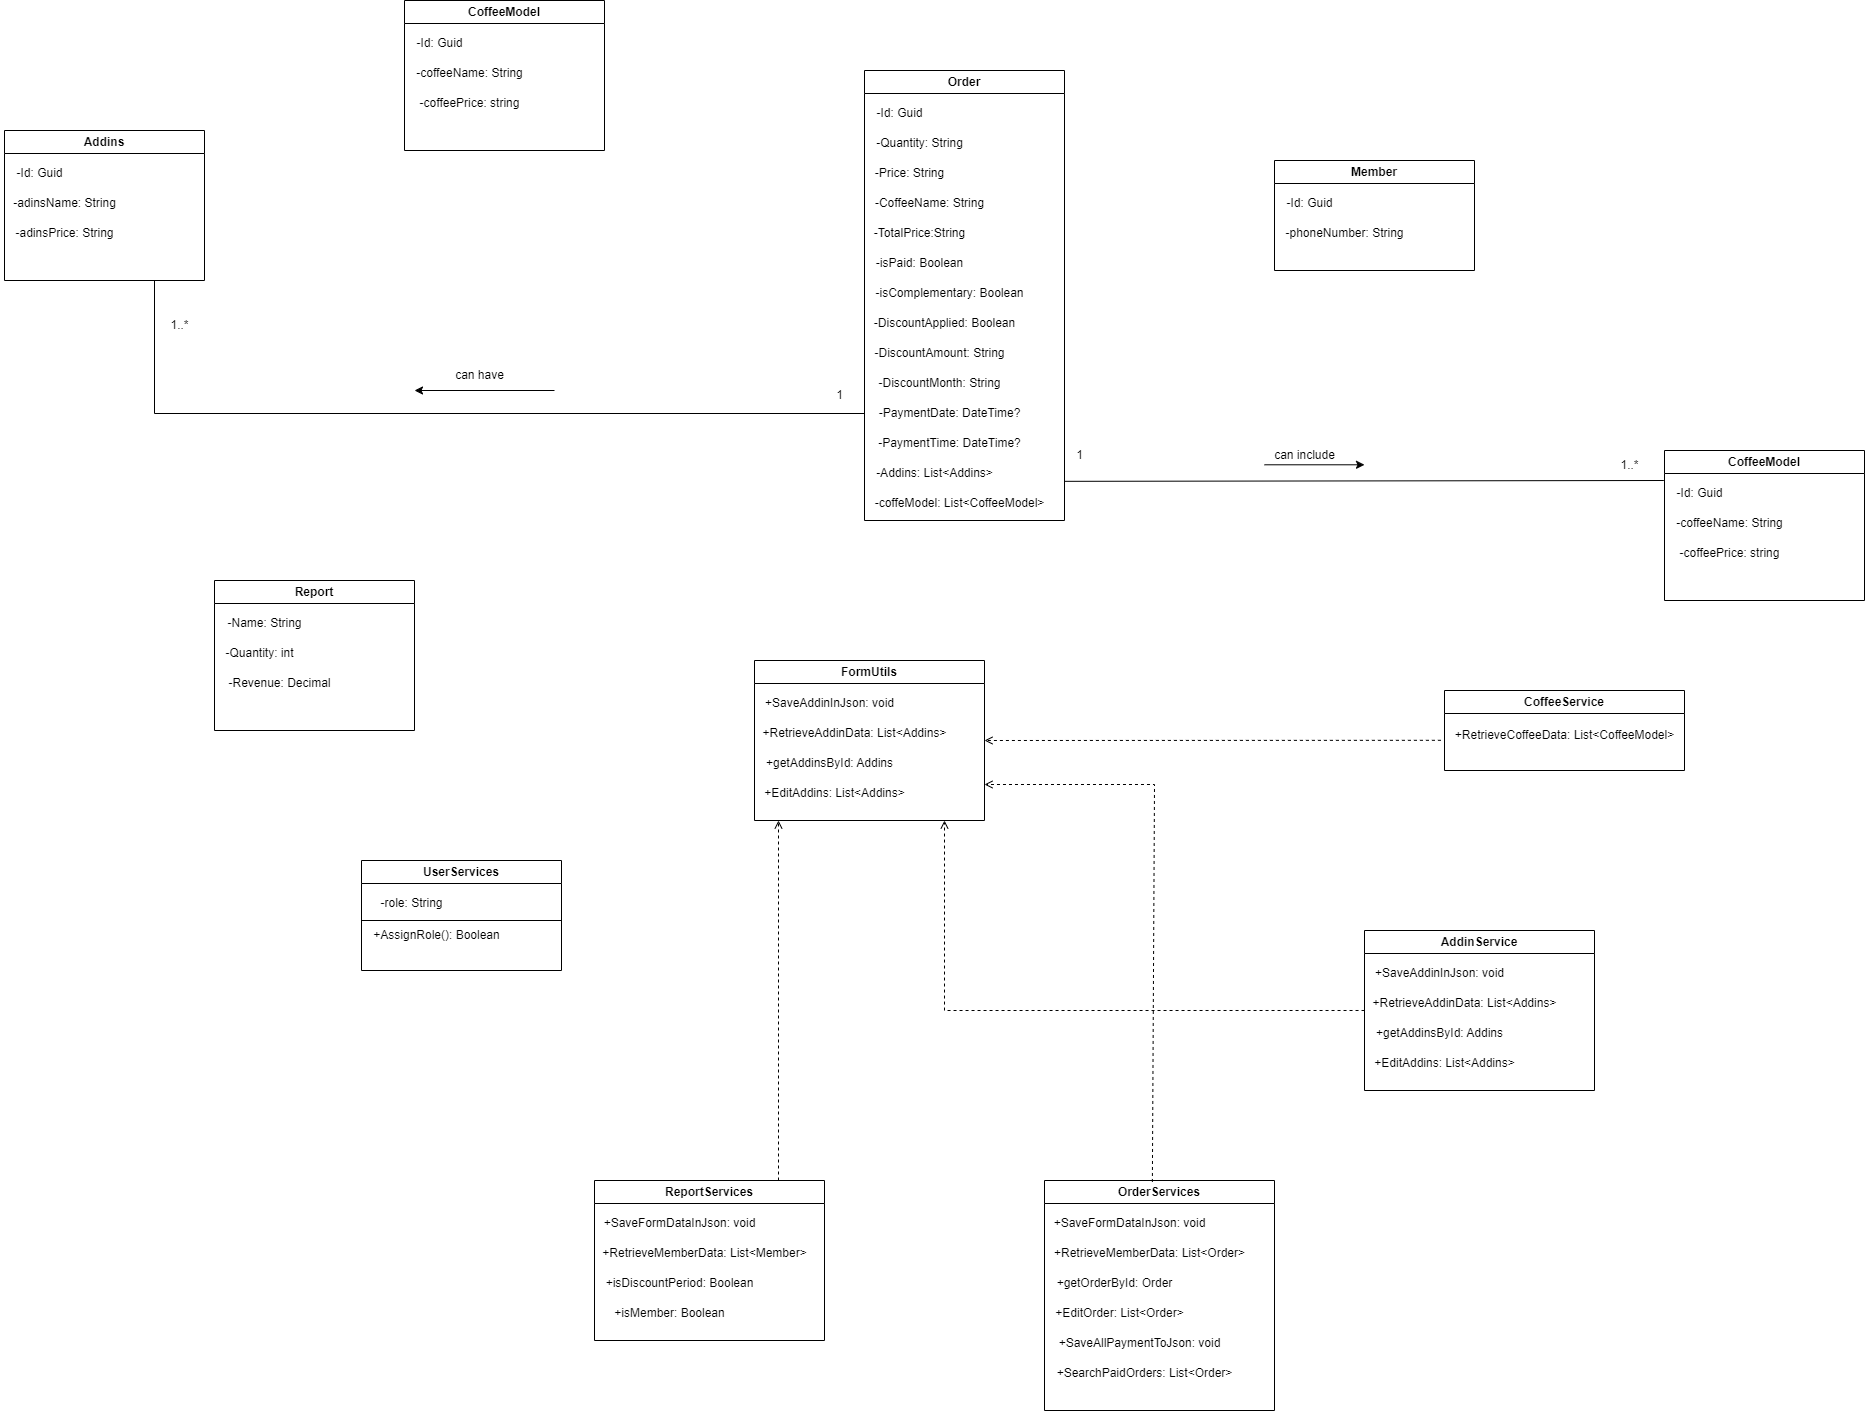 CoffeeModel
-Id: Guid
-coffeeName: String
-coffeePrice: string
Addins
-Id: Guid
-adinsName: String
-adinsPrice: String
1..*
can have
1
Order
-Id: Guid
-Quantity: String
-Price: String
-CoffeeName: String
-TotalPrice:String
-isPaid: Boolean
-isComplementary: Boolean
-DiscountApplied: Boolean
-DiscountAmount: String
-DiscountMonth: String
-PaymentDate: DateTime?
-PaymentTime: DateTime?
-Addins: List<Addins>
-coffeModel: List<CoffeeModel>
Member
-Id: Guid
-phoneNumber: String
1
can include
1..*
CoffeeModel
-Id: Guid
-coffeeName: String
-coffeePrice: string
Report
-Name: String
-Quantity: int
-Revenue: Decimal
FormUtils
+SaveAddinInJson: void
+RetrieveAddinData: List<Addins>
+getAddinsById: Addins
+EditAddins: List<Addins>
CoffeeService
+RetrieveCoffeeData: List<CoffeeModel>
UserServices
-role: String
+AssignRole(): Boolean
AddinService
+SaveAddinInJson: void
+RetrieveAddinData: List<Addins>
+getAddinsById: Addins
+EditAddins: List<Addins>
ReportServices
+SaveFormDataInJson: void
+RetrieveMemberData: List<Member>
+isDiscountPeriod: Boolean
+isMember: Boolean
OrderServices
+SaveFormDataInJson: void
+RetrieveMemberData: List<Order>
+getOrderById: Order
+EditOrder: List<Order>
+SaveAllPaymentToJson: void
+SearchPaidOrders: List<Order>